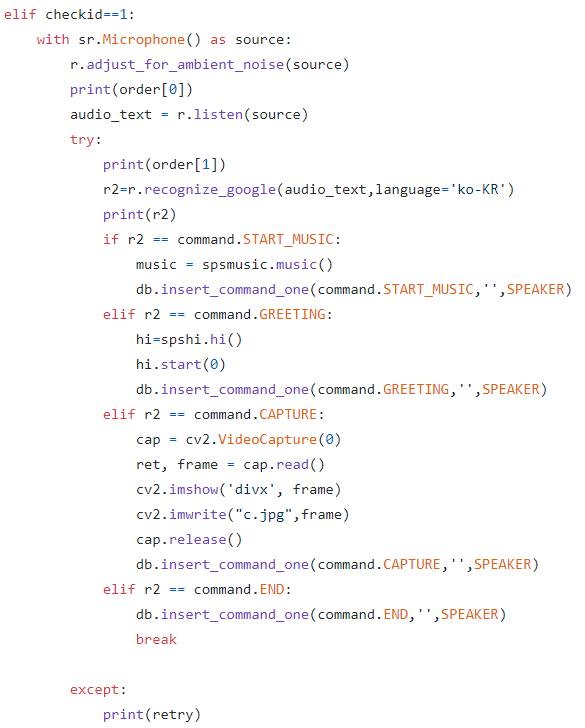 elif checkid==1:
    with sr.Microphone() as source:
        r.adjust_for_ambient_noise(source)
        print(order[0])
        audio_text = r.listen(source)
        try:
            print(order[1])
            r2=r.recognize_google(audio_text,language='ko-KR')
            print(r2)
            if r2 == command.START_MUSIC:
                music = spsmusic.music()
                db.insert_command_one(command.START_MUSIC,'',SPEAKER)
            elif r2 == command.GREETING:
                hi=spshi.hi()
                hi.start(0)
                db.insert_command_one(command.GREETING,'',SPEAKER)
            elif r2 == command.CAPTURE:
                cap = cv2.VideoCapture(0)
                ret, frame = cap.read()
                cv2.imshow('divx', frame)
                cv2.imwrite("c.jpg",frame)
                cap.release()
                db.insert_command_one(command.CAPTURE,'',SPEAKER)
            elif r2 == command.END:
                db.insert_command_one(command.END,'',SPEAKER)
                break

        except:
            print(retry)